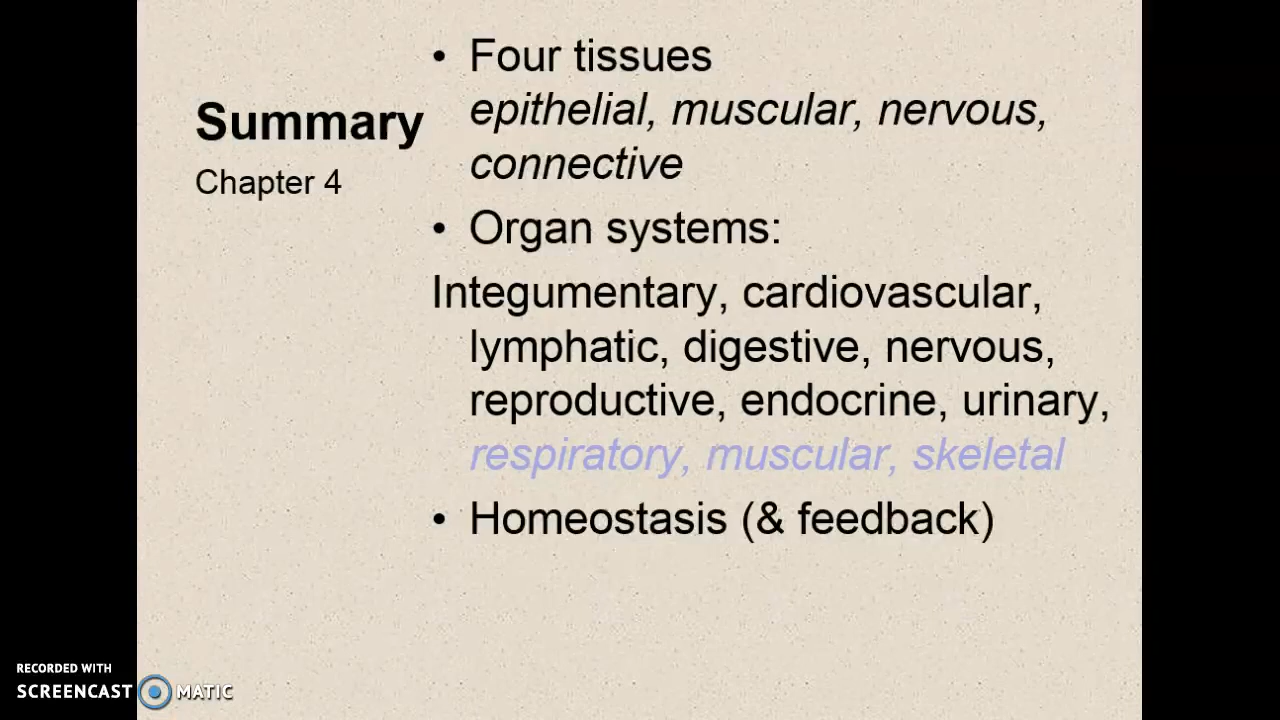 Summary
Chapter 4
• Four tissues
epithelial, muscular, nervous,
connective
• Organ systems:
Integumentary, cardiovascular,
lymphatic, digestive, nervous,
reproductive, endocrine, urinary,
respiratory, muscular, skeletal
• Homeostasis (& feedback)
RECORDED WITH
SCREENCAST MATIC